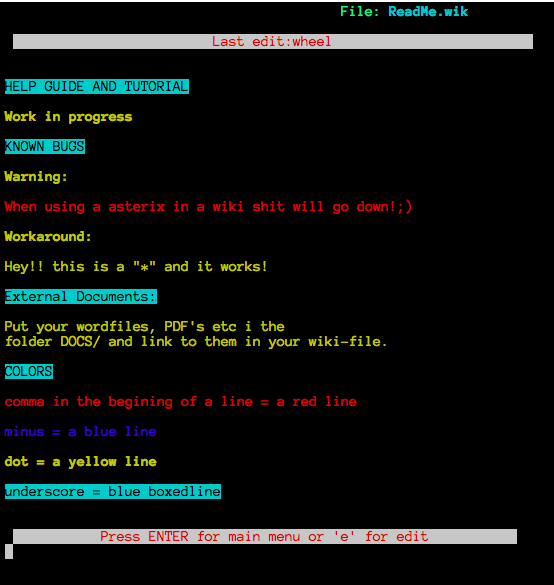 File: ReadMe.wik
Last edit:wheel
HELP GUIDE AND TUTORIAL
Work in progress
KNOWN BUGS
Warning:
When using a asterix in a wiki shit will go down!;)
Workaround:
Hey!! this is a "*" and it works!
External Documents:
Put your wordfiles, PDF's etc i the
folder DOCS/ and link to them in your wiki-file.
COLORS
comma in the begining of a line = a red line
minus = a blue line
dot = a yellow line
underscore = blue boxedline
Press ENTER for main menu or 'e' for edit